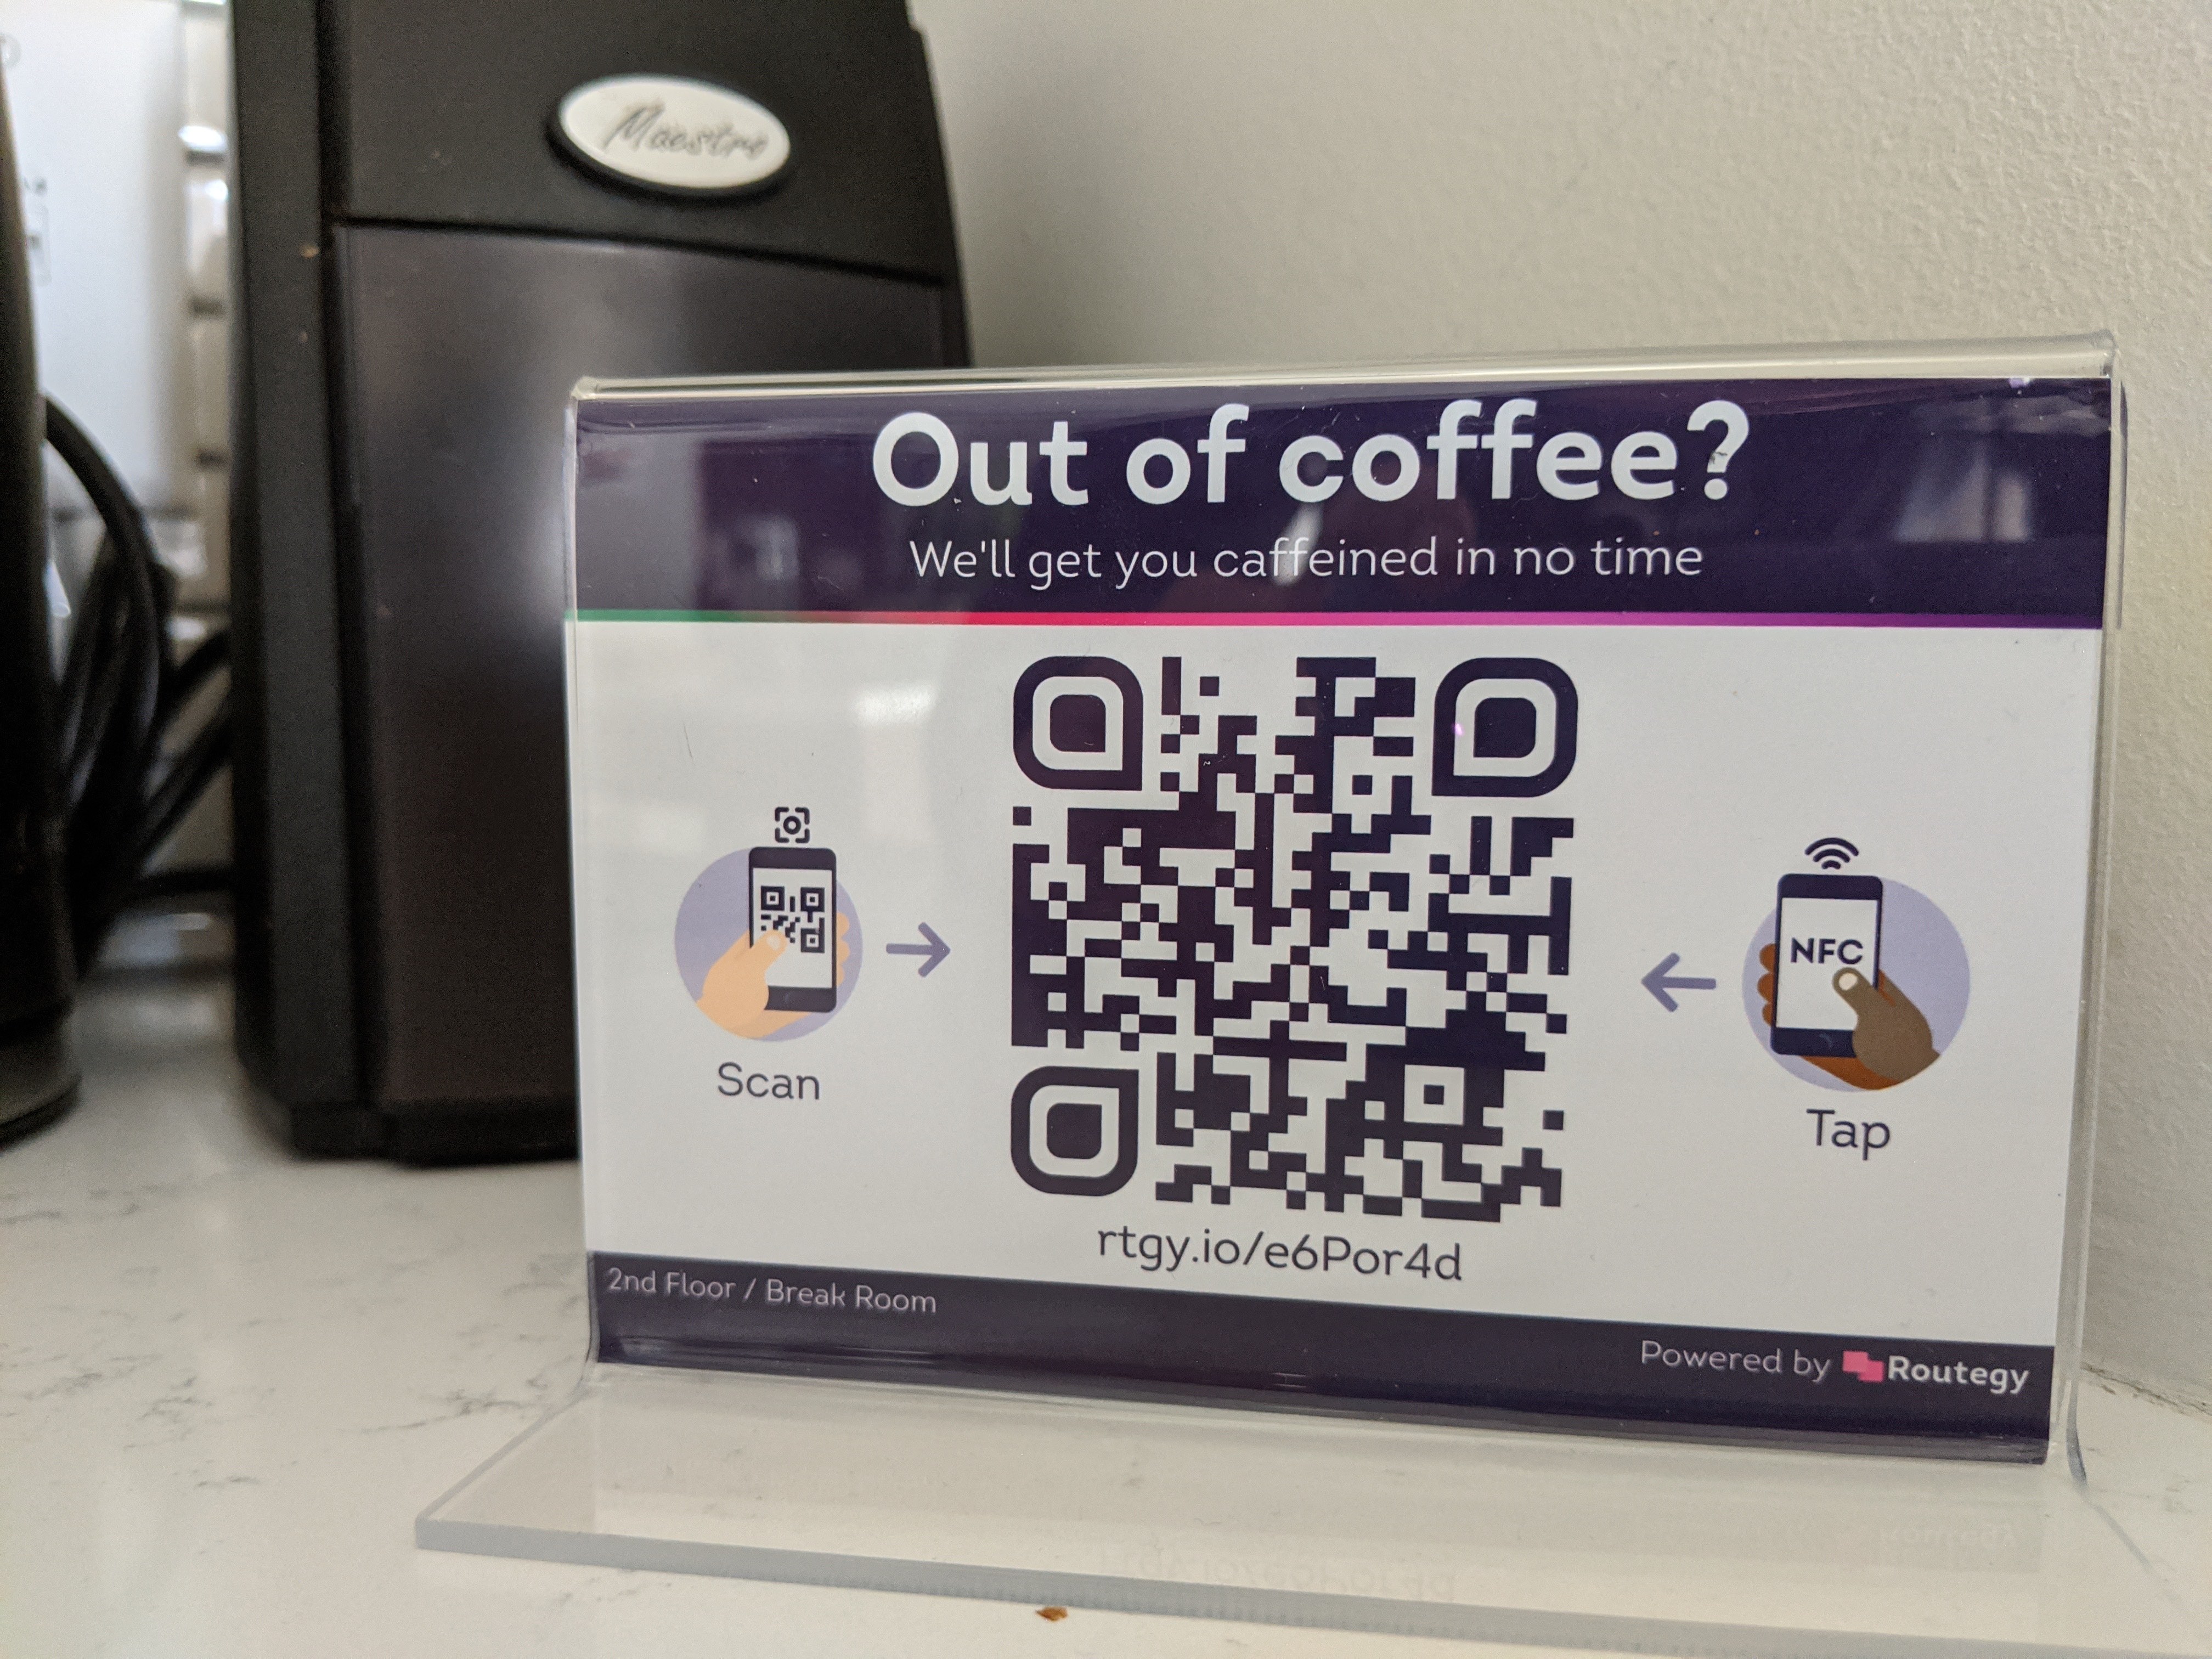 Maestro
Out of coffee?
We'll get you caffeined in no time
Scan
NFC
Tap
rtgy.io/e6Por4d
2nd Floor / Break Room
Powered by Routegy